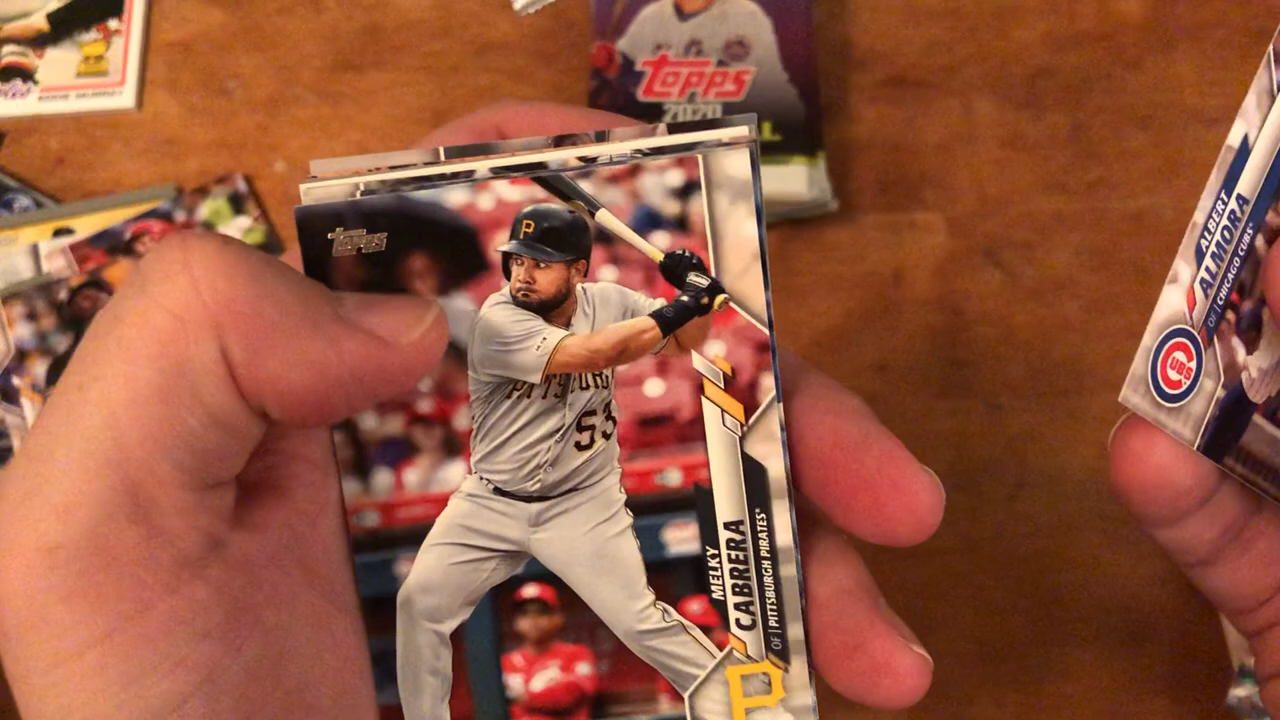 Topps
2020
Topps
P
PITTSBURGH
53
MELKY
CABRERA
OF | PITTSBURGH PIRATES
P
ALBERT
ALMORA
OF | CHICAGO CUBS
CUBS